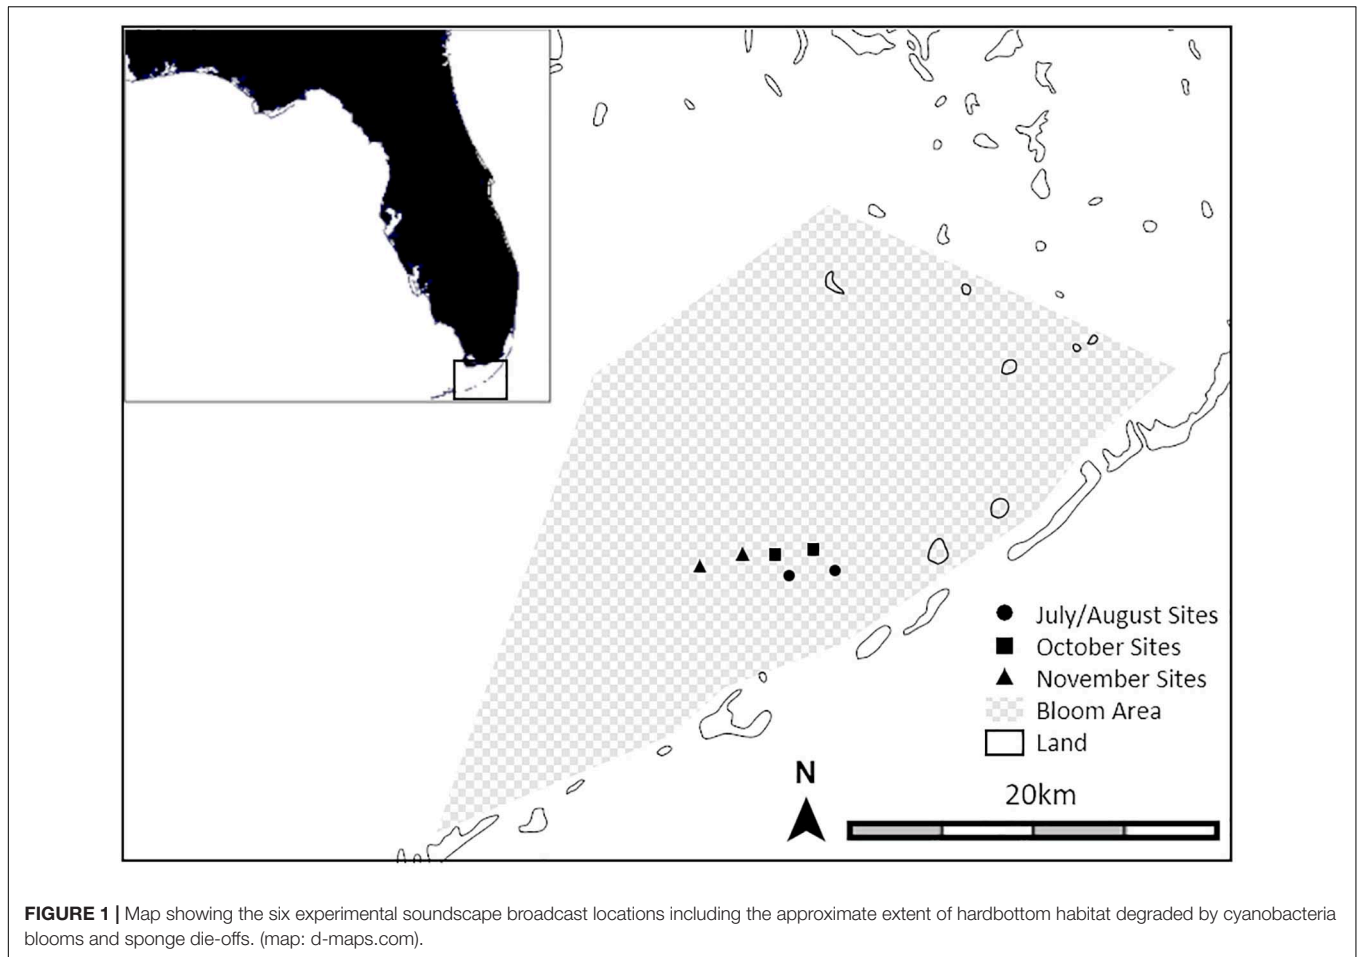 July/August Sites
October Sites
November Sites
Bloom Area
Land
N
20km
FIGURE 1 | Map showing the six experimental soundscape broadcast locations including the approximate extent of hardbottom habitat degraded by cyanobacteria
blooms and sponge die-offs. (map: d-maps.com).